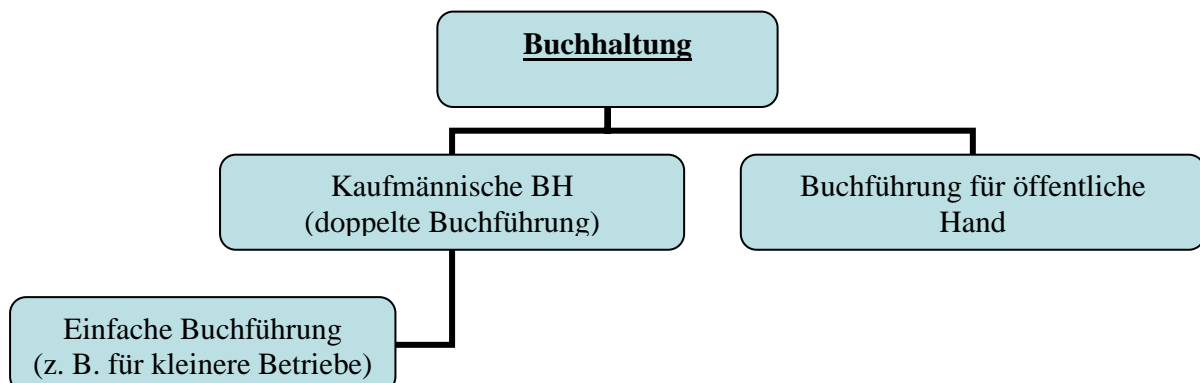 Buchhaltung
Kaufmännische BH
(doppelte Buchführung)
Buchführung für öffentliche
Hand
Einfache Buchführung
(z. B. für kleinere Betriebe)